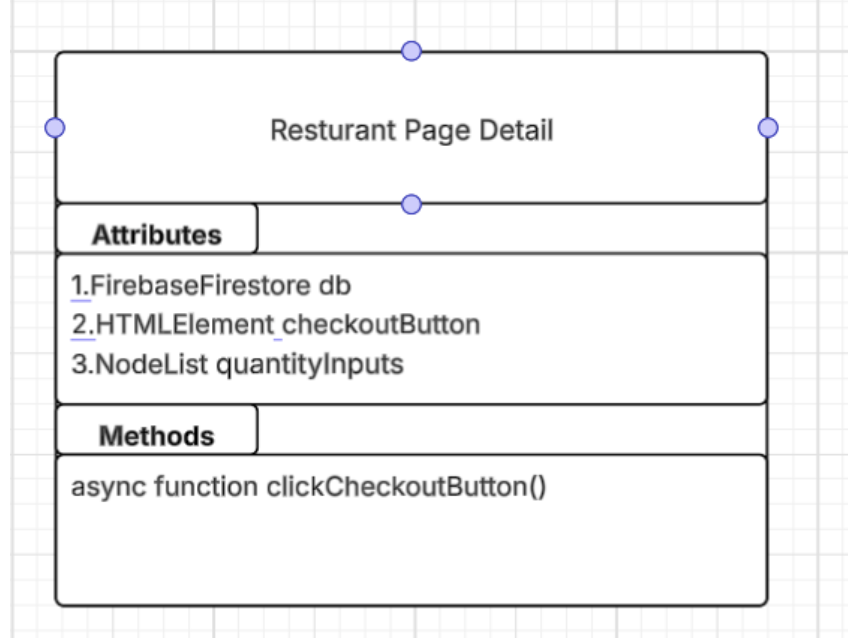 Resturant Page Detail
Attributes
1.FirebaseFirestore db
2.HTMLElement checkoutButton
3.NodeList quantityInputs
Methods
async function clickCheckoutButton()